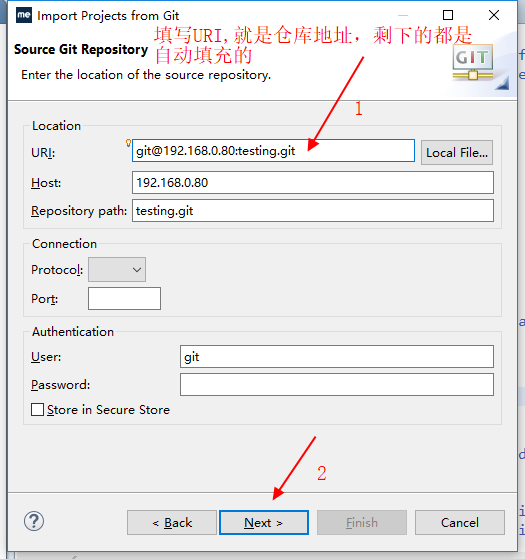 me Import Projects from Git
Source Git Repository
Enter the location of the source repository.
填写URI,就是仓库地址，剩下的都是
自动填充的
GIT
1
Location
URI:
git@192.168.0.80:testing.git
Local File...
Host:
192.168.0.80
Repository path:
testing.git
Connection
Protocol:
Port:
Authentication
User:
git
Password:
Store in Secure Store
2
?
< Back
Next >
Finish
Cancel